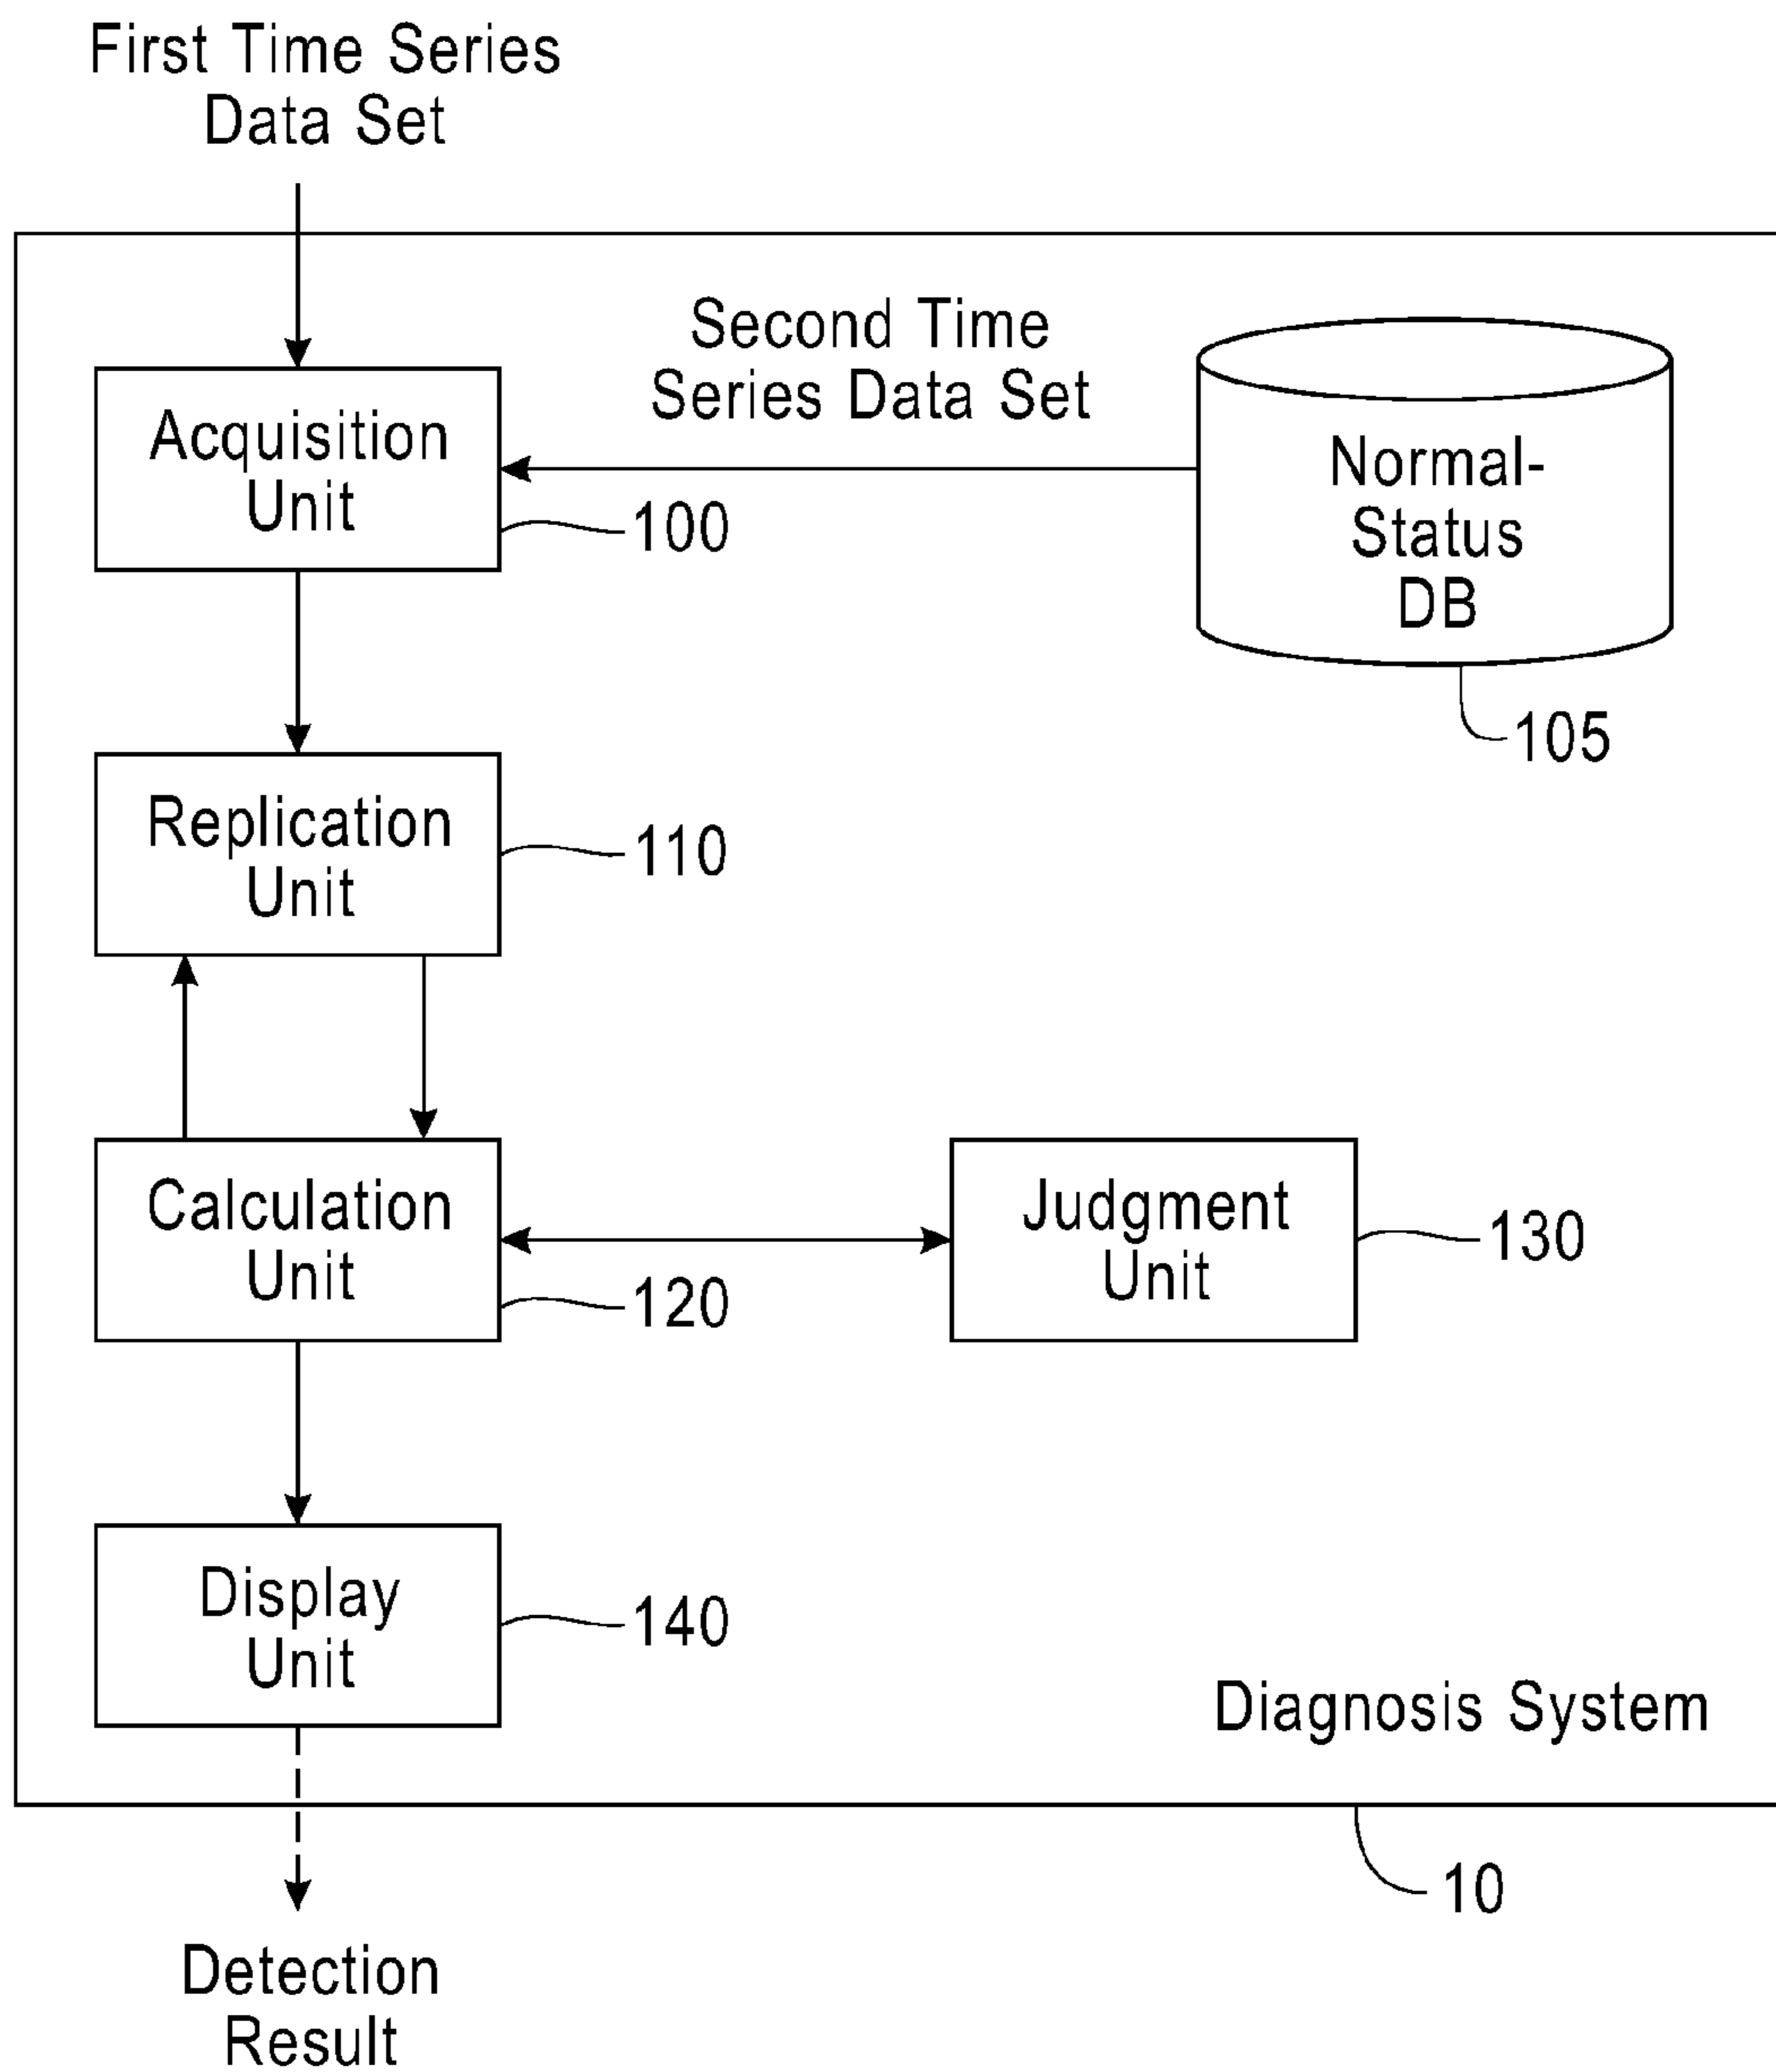 First Time Series
Data Set
Second Time
Series Data Set
Acquisition
Unit
100
Normal-
Status
DB
105
Replication
Unit
110
Calculation
Unit
120
Judgment
Unit
130
Display
Unit
140
Diagnosis System
10
Detection
Result